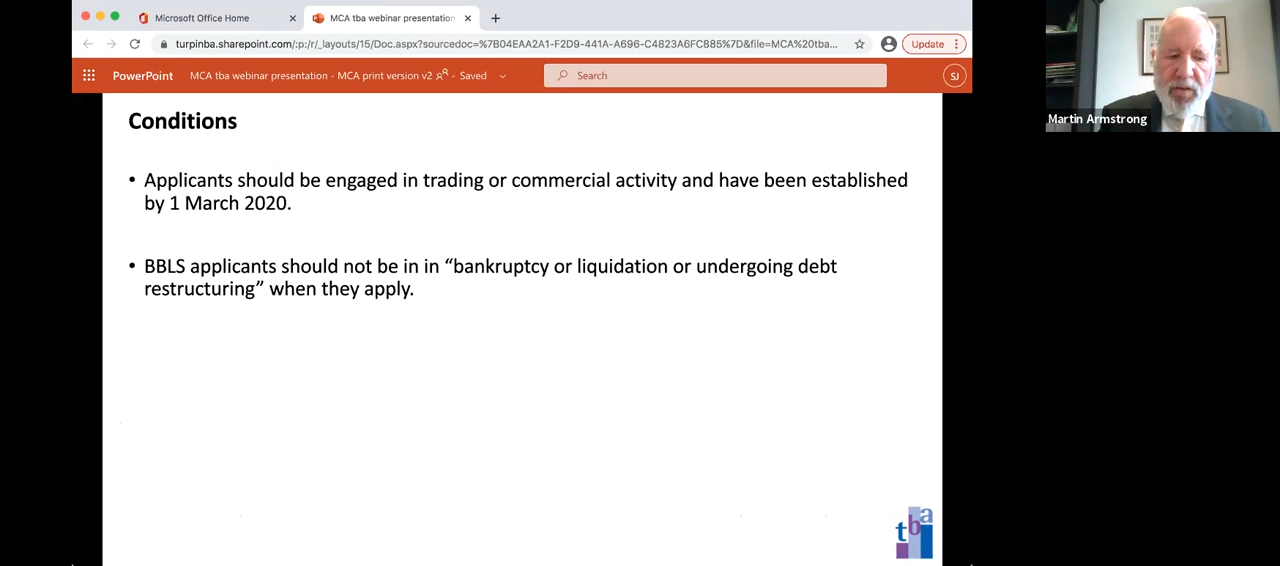 Microsoft Office Home
MCA tba webinar presentation
turpinba.sharepoint.com/:p:/r/_layouts/15/Doc.aspx?sourcedoc=%7B04EAA2A1-F2D9-441A-A696-C4823A6FC885%7D&file=MCA%20tba...
Update
PowerPoint
MCA tba webinar presentation - MCA print version v2 - Saved
Search
SJ
Martin Armstrong
Conditions
• Applicants should be engaged in trading or commercial activity and have been established
by 1 March 2020.
• BBLS applicants should not be in in “bankruptcy or liquidation or undergoing debt
restructuring” when they apply.
tba